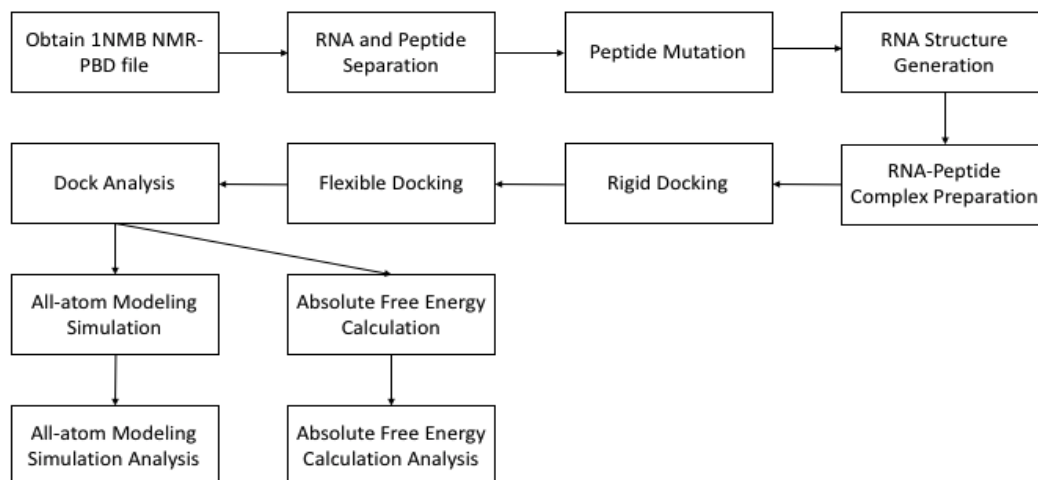 Obtain 1NMB NMR-
PBD file
RNA and Peptide
Separation
Peptide Mutation
RNA Structure
Generation
RNA-Peptide
Complex Preparation
Rigid Docking
Flexible Docking
Dock Analysis
All-atom Modeling
Simulation
Absolute Free Energy
Calculation
All-atom Modeling
Simulation Analysis
Absolute Free Energy
Calculation Analysis